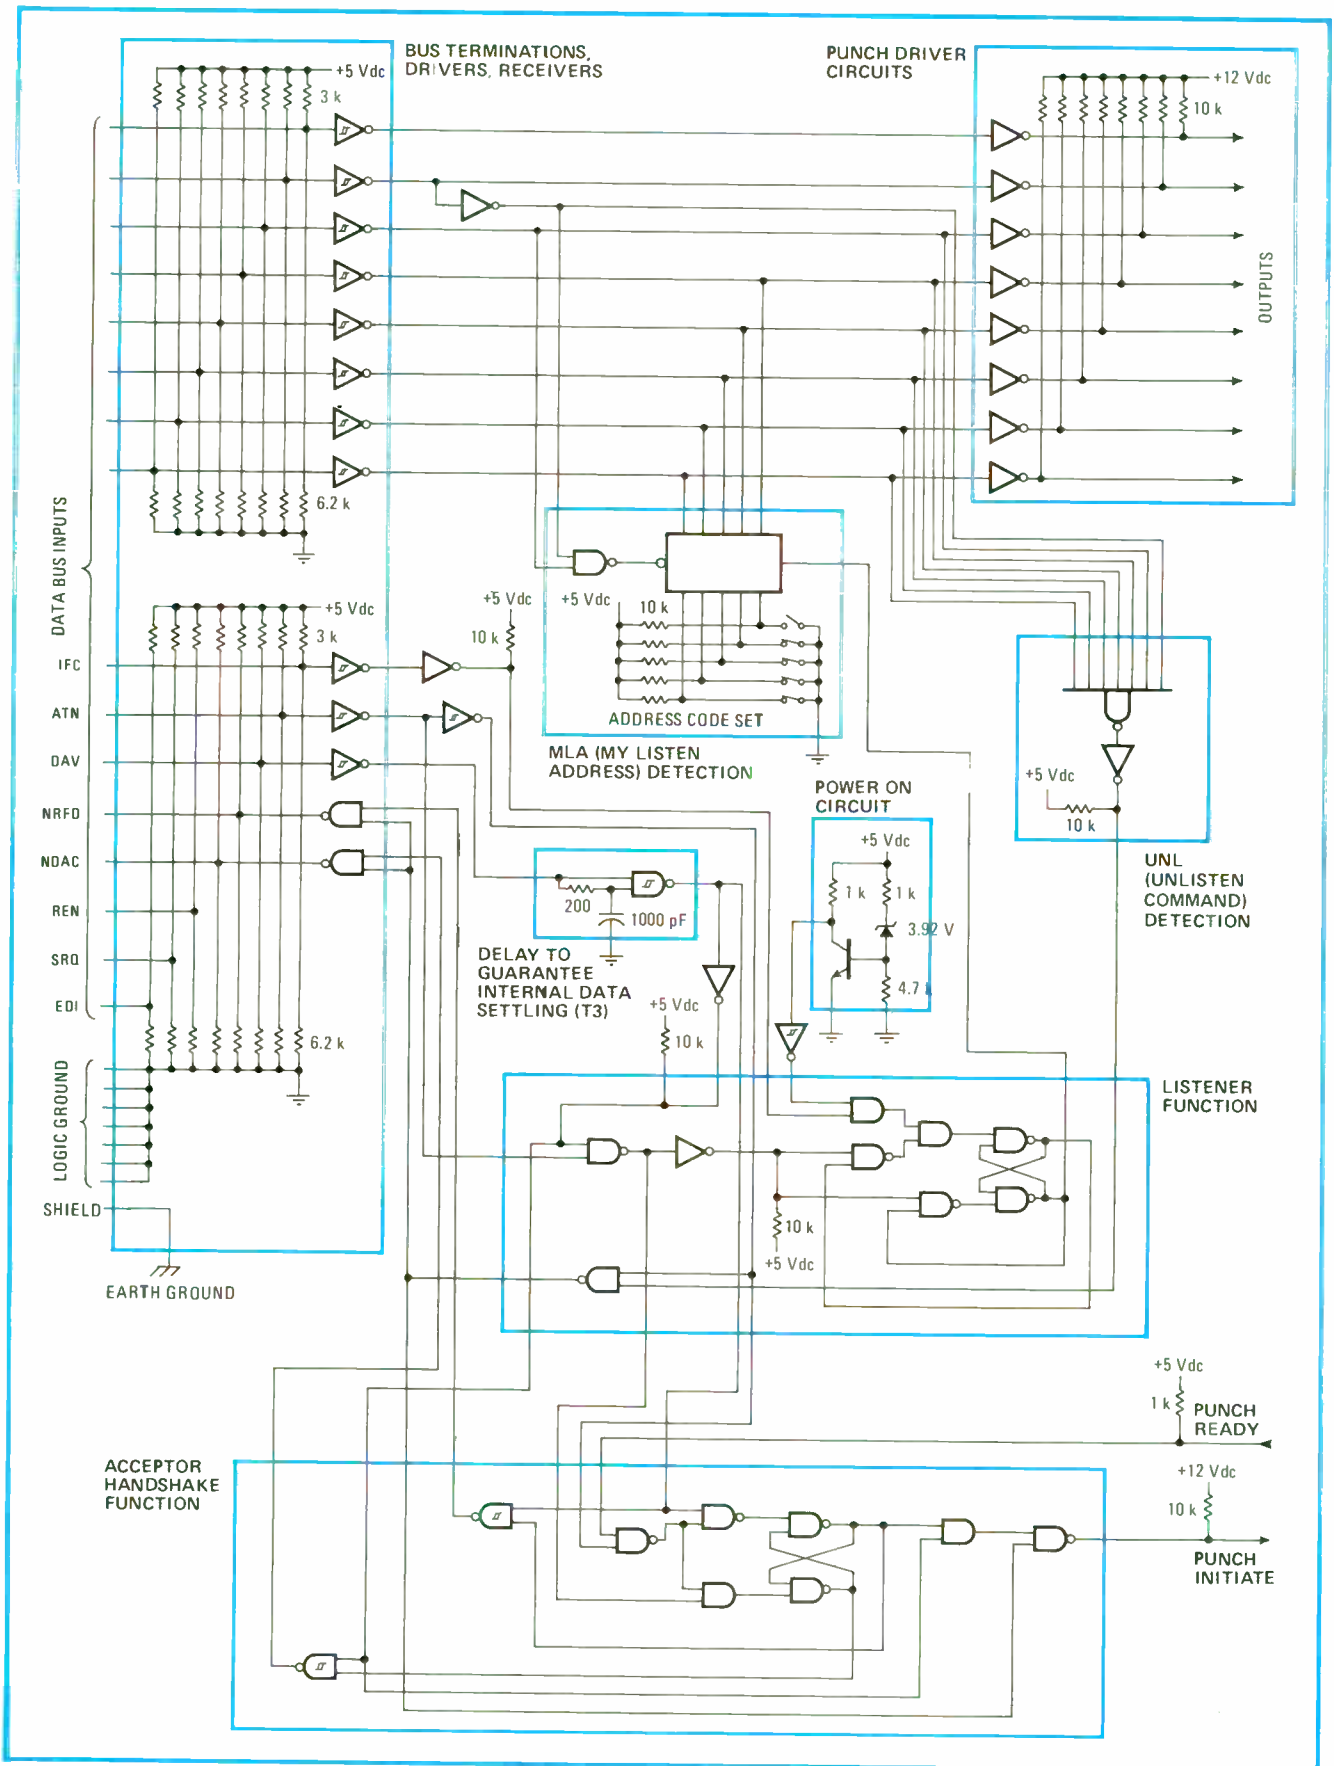 BUS TERMINATIONS,
DRIVERS, RECEIVERS
PUNCH DRIVER
CIRCUITS
+5 Vdc
3 k
+12 Vdc
10 k
OUTPUTS
DATA BUS INPUTS
6.2 k
+5 Vdc
3 k
+5 Vdc
10 k
+5 Vdc
10 k
ADDRESS CODE SET
MLA (MY LISTEN
ADDRESS) DETECTION
IFC
ATN
DAV
NRFD
NDAC
REN
SRQ
EDI
POWER ON
CIRCUIT
+5 Vdc
1 k
1 k
3.92 V
4.7
+5 Vdc
10 k
UNL
(UNLISTEN
COMMAND)
DETECTION
200
1000 pF
DELAY TO
GUARANTEE
INTERNAL DATA
SETTLING (T3)
+5 Vdc
10 k
6.2 k
LOGIC GROUND
SHIELD
EARTH GROUND
LISTENER
FUNCTION
10 k
+5 Vdc
+5 Vdc
1 k
PUNCH
READY
ACCEPTOR
HANDSHAKE
FUNCTION
+12 Vdc
10 k
PUNCH
INITIATE